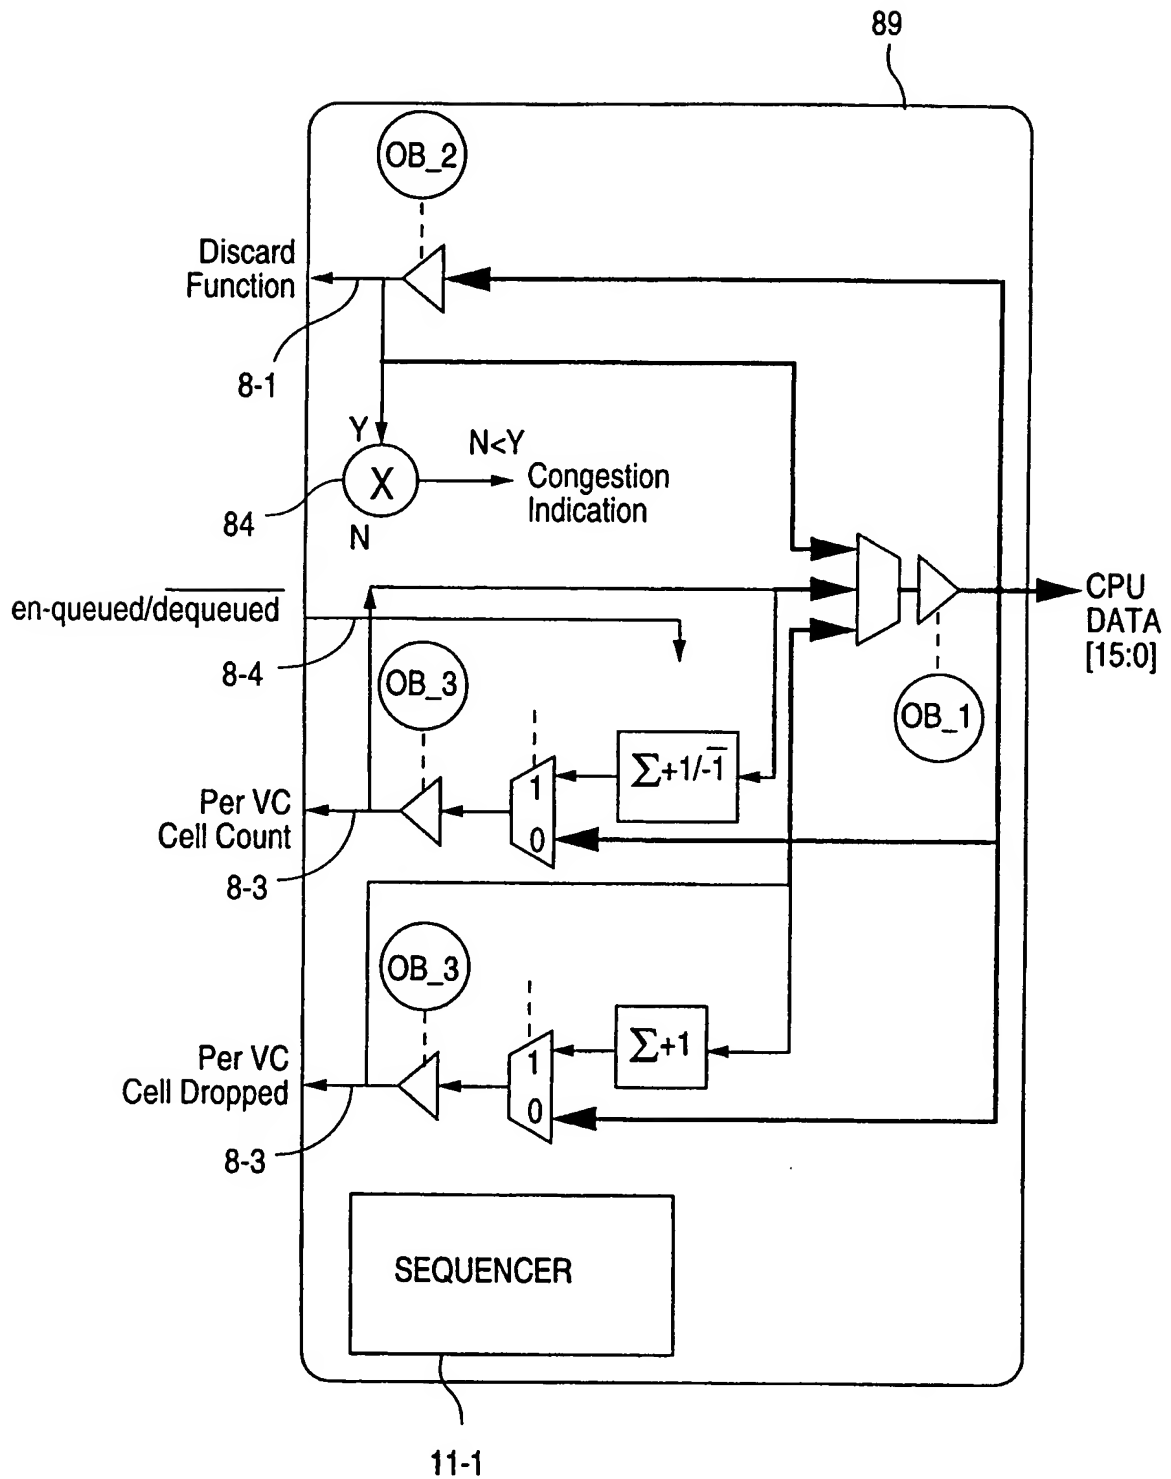 89
OB_2
Discard
Function
8-1
Y
N<Y
X
Congestion
Indication
84
N
en-queued/dequeued
CPU
DATA
[15:0]
8-4
OB_3
OB_1
Σ+1/-1
1
0
Per VC
Cell Count
8-3
OB_3
Σ+1
1
0
Per VC
Cell Dropped
8-3
SEQUENCER
11-1